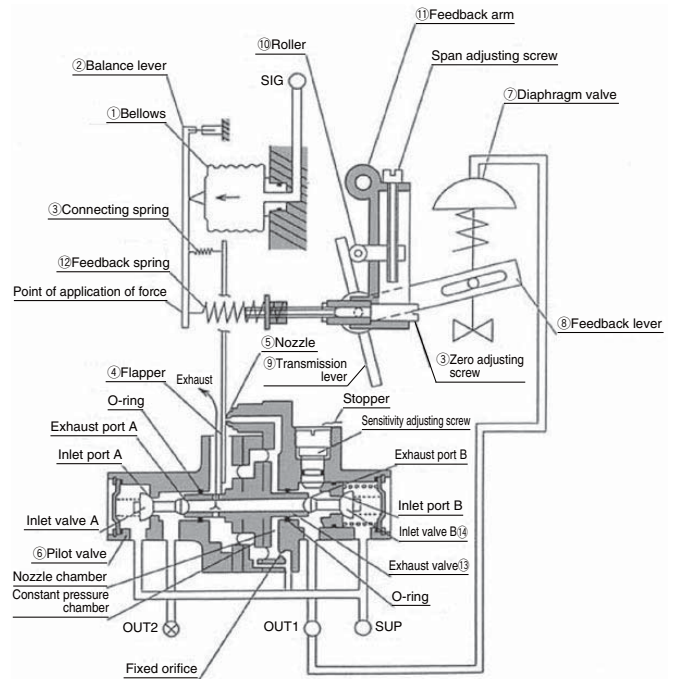 ⑪Feedback arm
⑩Roller
Span adjusting screw
②Balance lever
SIG
⑦Diaphragm valve
①Bellows
③Connecting spring
⑫Feedback spring
Point of application of force
⑧Feedback lever
⑤Nozzle
③Zero adjusting
screw
⑨Transmission
lever
④Flapper
Exhaust
Stopper
O-ring
Sensitivity adjusting screw
Exhaust port A
Exhaust port B
Inlet port A
Inlet port B
Inlet valve A
Inlet valve B⑭
⑥Pilot valve
Exhaust valve⑬
Nozzle chamber
Constant pressure
chamber
O-ring
OUT2
OUT1
SUP
Fixed orifice